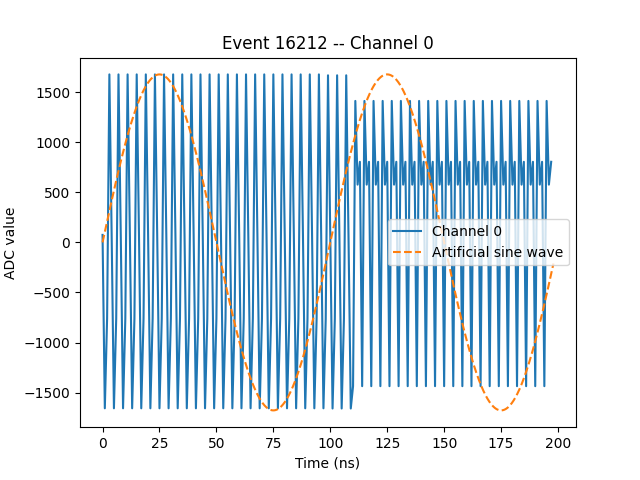 Event 16212 -- Channel 0
ADC value
1500
1000
500
0
−500
−1000
−1500
Channel 0
Artificial sine wave
0 25 50 75 100 125 150 175 200
Time (ns)